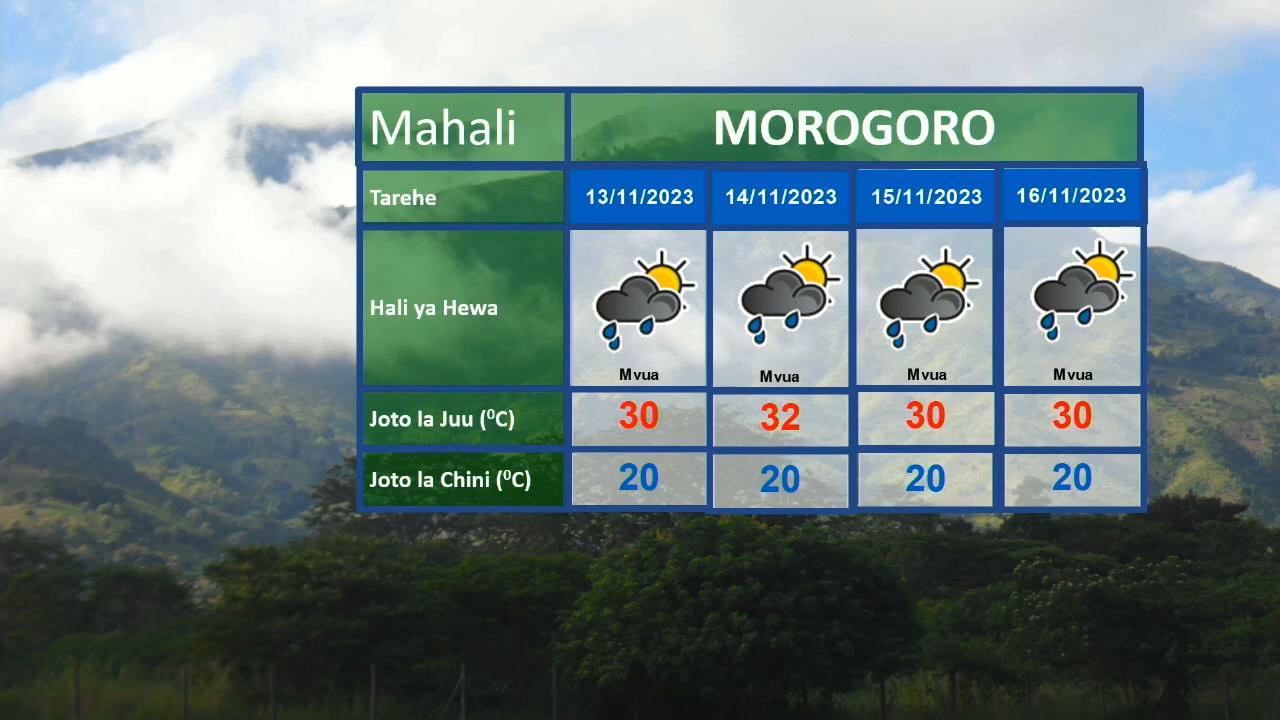 Mahali MOROGORO
Tarehe 13/11/2023 14/11/2023 15/11/2023 16/11/2023
Hali ya Hewa
Mvua Mvua Mvua Mvua
Joto la Juu (⁰C) 30 32 30 30
Joto la Chini (⁰C) 20 20 20 20